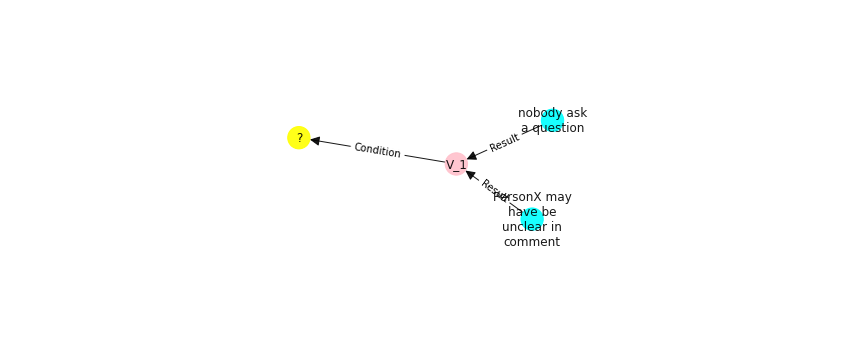 nobody ask
a question
?
Condition
Result
V_1
Result
PersonX may
have be
unclear in
comment